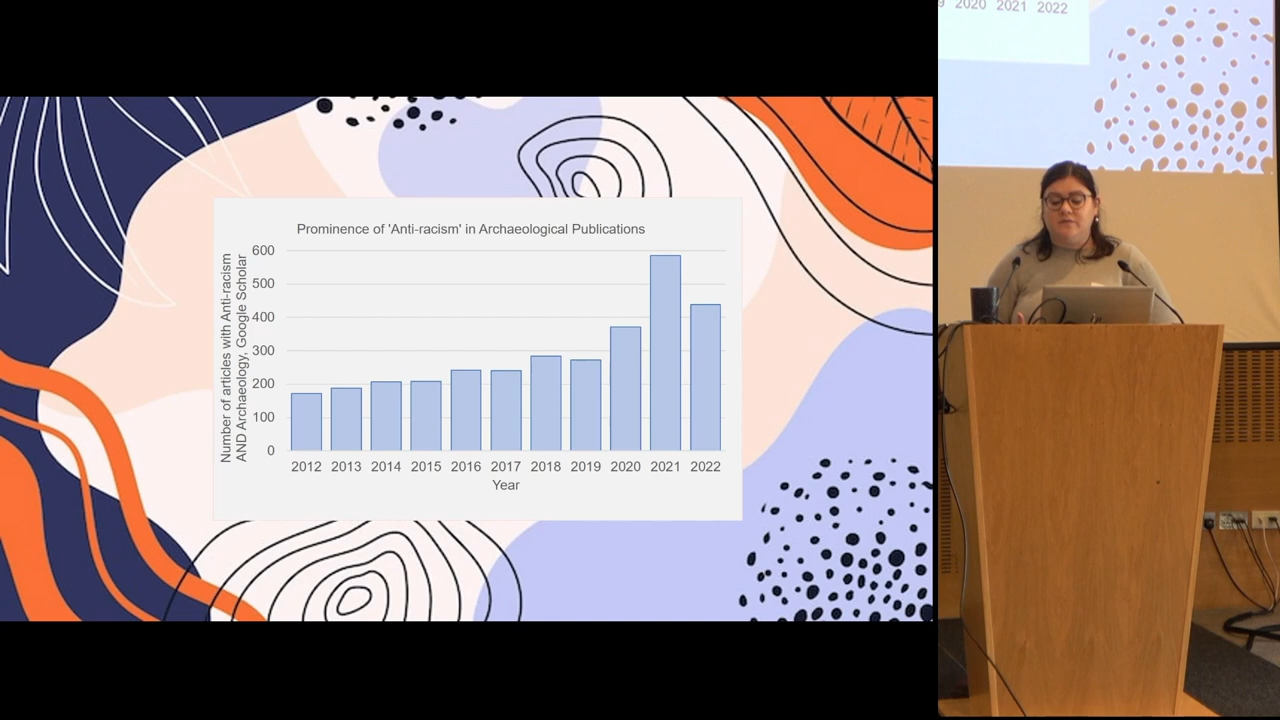 Prominence of 'Anti-racism' in Archaeological Publications
Number of articles with Anti-racism
AND Archaeology, Google Scholar
600
500
400
300
200
100
0
2012 2013 2014 2015 2016 2017 2018 2019 2020 2021 2022
Year
9 2020 2021 2022